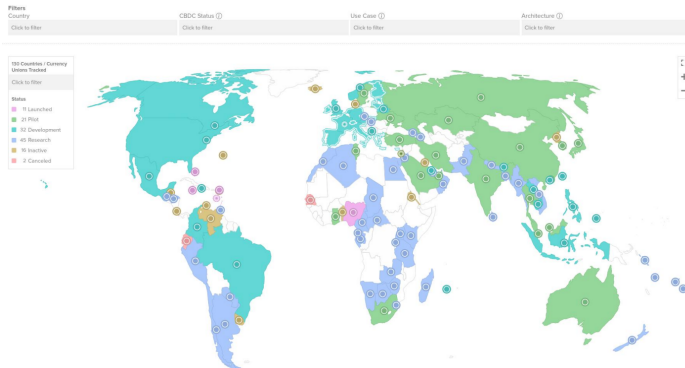 Filters
Country
CBDC Status ⓘ
Use Case ⓘ
Architecture ⓘ
Click to filter
Click to filter
Click to filter
Click to filter
130 Countries / Currency
Unions Tracked
Click to filter
Status
11 Launched
21 Pilot
32 Development
45 Research
16 Inactive
2 Canceled
+
−